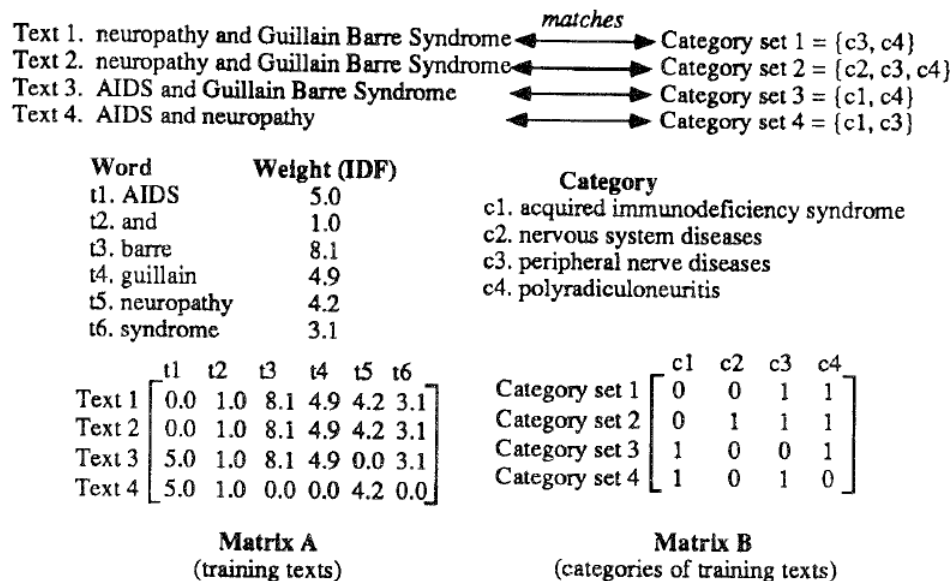 matches
Text 1. neuropathy and Guillain Barre Syndrome Category set 1 = {c3, c4}
Text 2. neuropathy and Guillain Barre Syndrome Category set 2 = {c2, c3, c4}
Text 3. AIDS and Guillain Barre Syndrome Category set 3 = {c1, c4}
Text 4. AIDS and neuropathy Category set 4 = {c1, c3}
Word Weight (IDF)
t1. AIDS 5.0
t2. and 1.0
t3. barre 8.1
t4. guillain 4.9
t5. neuropathy 4.2
t6. syndrome 3.1
Category
c1. acquired immunodeficiency syndrome
c2. nervous system diseases
c3. peripheral nerve diseases
c4. polyradiculoneuritis
t1 t2 t3 t4 t5 t6
Text 1 0.0 1.0 8.1 4.9 4.2 3.1
Text 2 0.0 1.0 8.1 4.9 4.2 3.1
Text 3 5.0 1.0 8.1 4.9 0.0 3.1
Text 4 5.0 1.0 0.0 0.0 4.2 0.0
Matrix A
(training texts)
c1 c2 c3 c4
Category set 1 0 0 1 1
Category set 2 0 1 1 1
Category set 3 1 0 0 1
Category set 4 1 0 1 0
Matrix B
(categories of training texts)